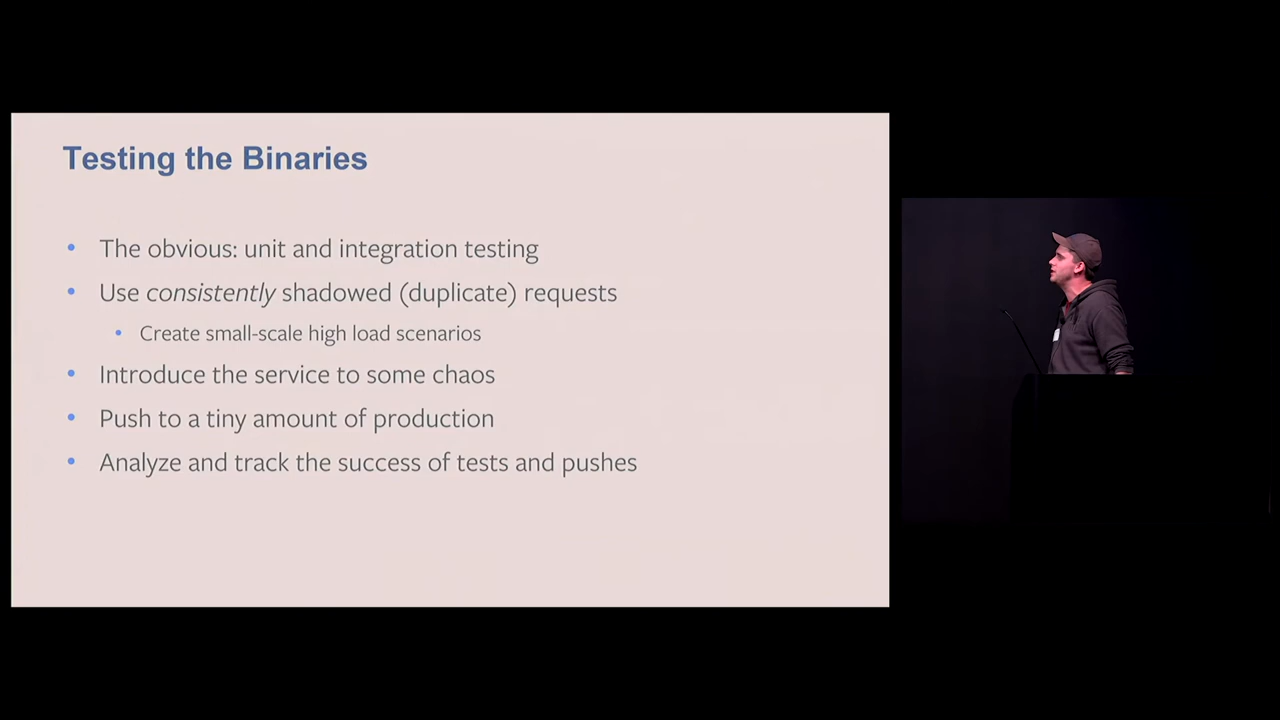 Testing the Binaries
• The obvious: unit and integration testing
• Use consistently shadowed (duplicate) requests
• Create small-scale high load scenarios
• Introduce the service to some chaos
• Push to a tiny amount of production
• Analyze and track the success of tests and pushes